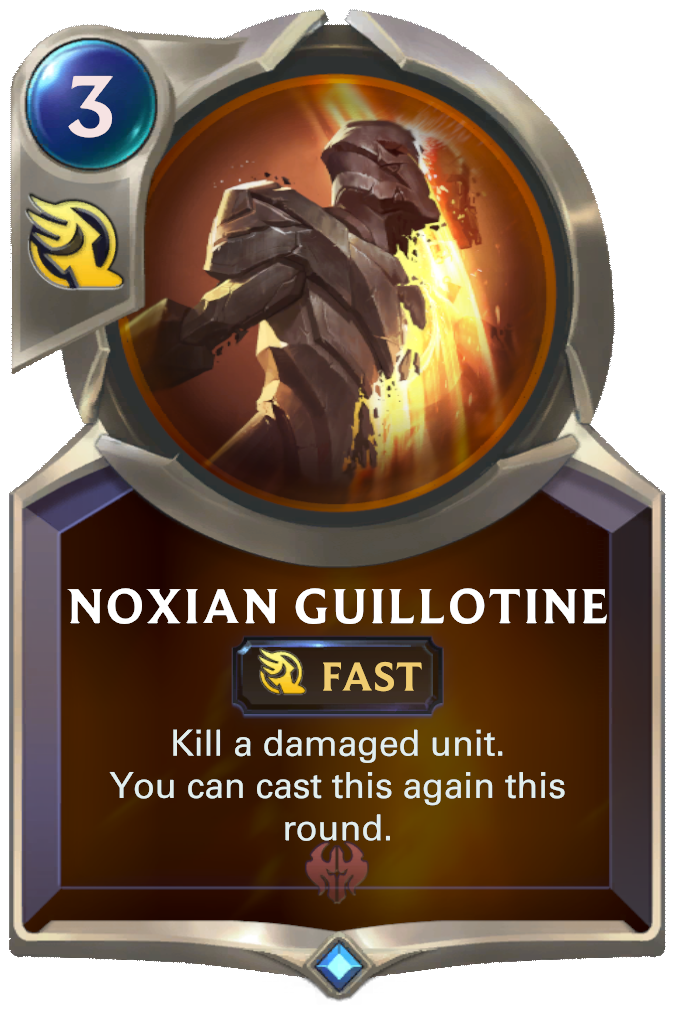 3
NOXIAN GUILLOTINE
FAST
Kill a damaged unit.
You can cast this again this
round.